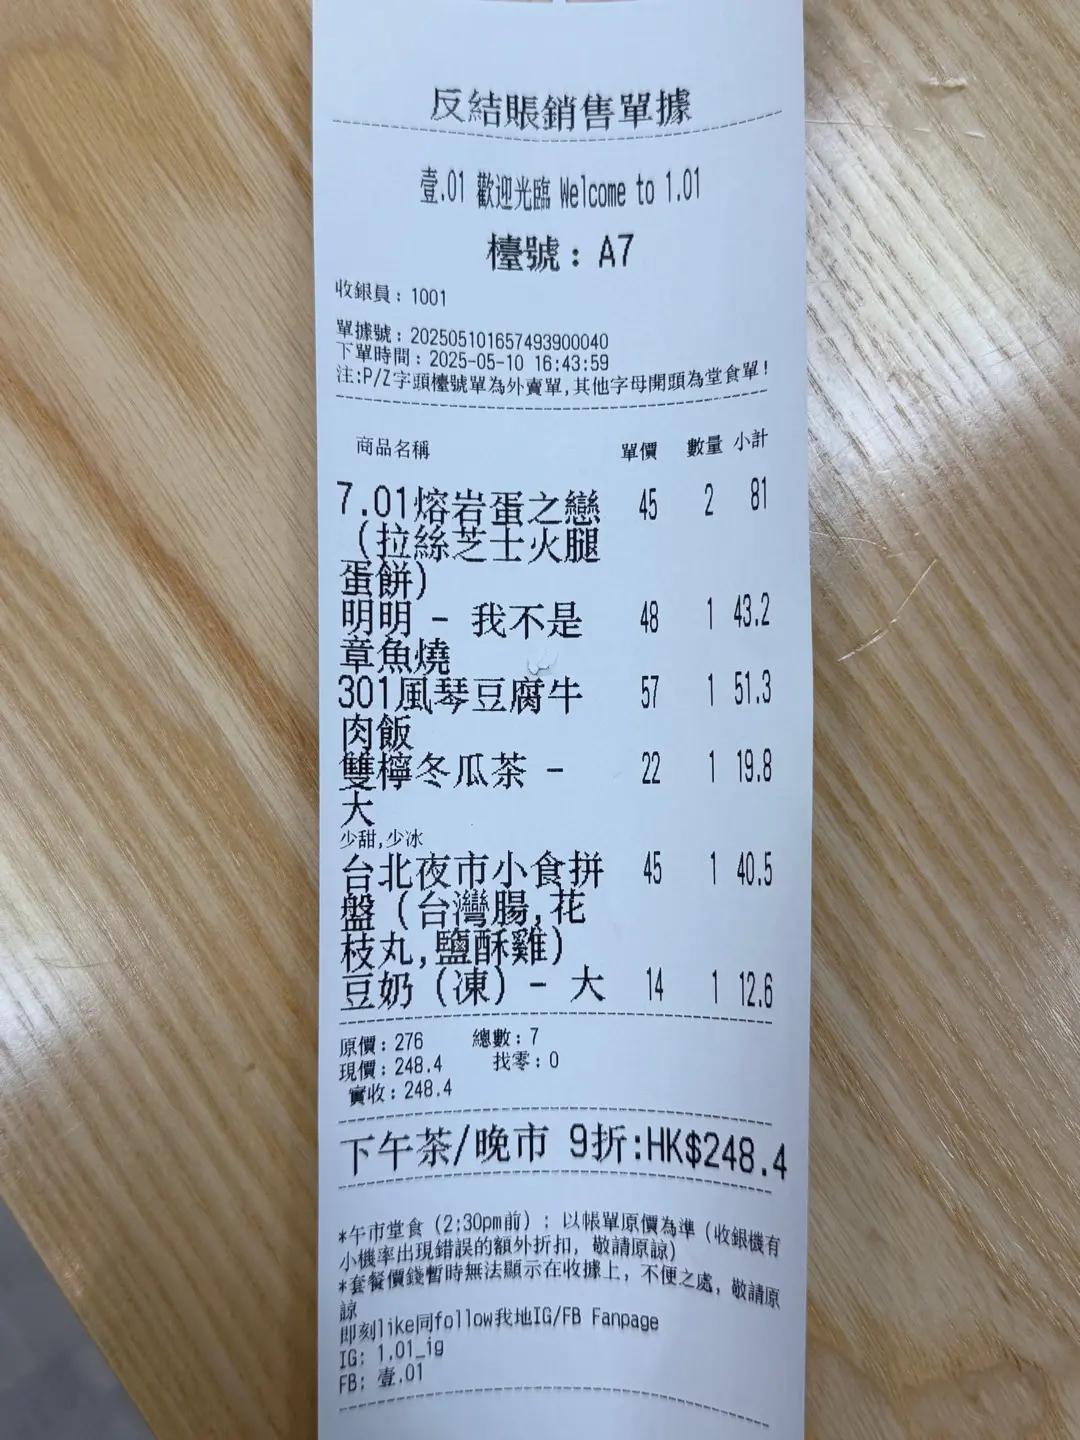 反結賬銷售單據
壹.01 歡迎光臨 Welcome to 1.01
檯號：A7
收銀員：1001
單據號：202505101657493900040
下單時間：2025-05-10 16:43:59
注:P/Z字頭檯號單為外賣單,其他字母開頭為堂食單!
商品名稱 單價 數量 小計
7.01熔岩蛋之戀 45 2 81
（拉絲芝士火腿
蛋餅）
明明 - 我不是 48 1 43.2
章魚燒
301風琴豆腐牛 57 1 51.3
肉飯
雙檸冬瓜茶 - 22 1 19.8
大
少甜,少冰
台北夜市小食拼 45 1 40.5
盤（台灣腸,花
枝丸,鹽酥雞）
豆奶（凍）- 大 14 1 12.6
原價：276 總數：7
現價：248.4 找零：0
實收：248.4
下午茶/晚市 9折:HK$248.4
*午市堂食（2:30pm前）：以帳單原價為準（收銀機有
小機率出現錯誤的額外折扣，敬請原諒）
*套餐價錢暫時無法顯示在收據上，不便之處，敬請原
諒
即刻like同follow我地IG/FB Fanpage
IG: 1.01_ig
FB: 壹.01